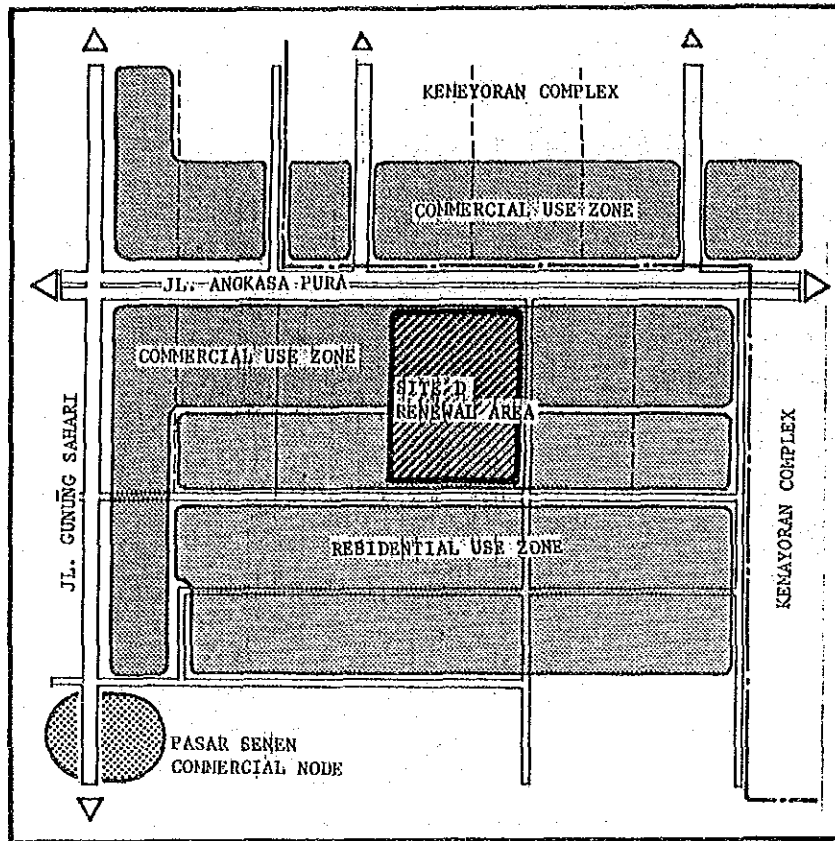 KEMEYORAN COMPLEX
COMMERCIAL USE ZONE
JL. ANGKASA PURA
COMMERCIAL USE ZONE
SITE D
RENEWAL AREA
JL. GUNUNG SAHARI
RESIDENTIAL USE ZONE
KEMAYORAN COMPLEX
PASAR SENEN
COMMERCIAL NODE